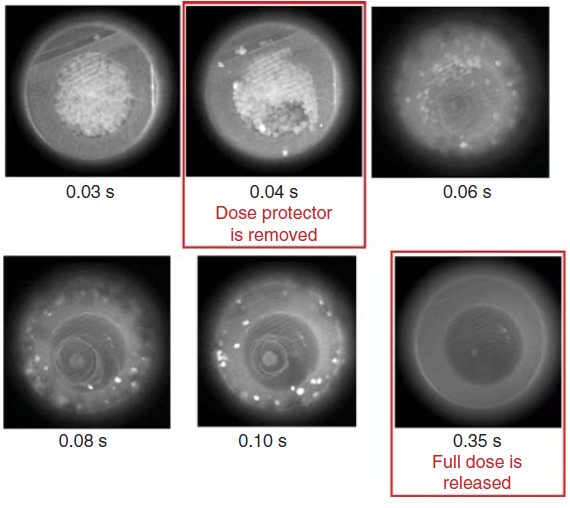 0.03 s
0.04 s
Dose protector
is removed
0.06 s
0.08 s
0.10 s
0.35 s
Full dose is
released